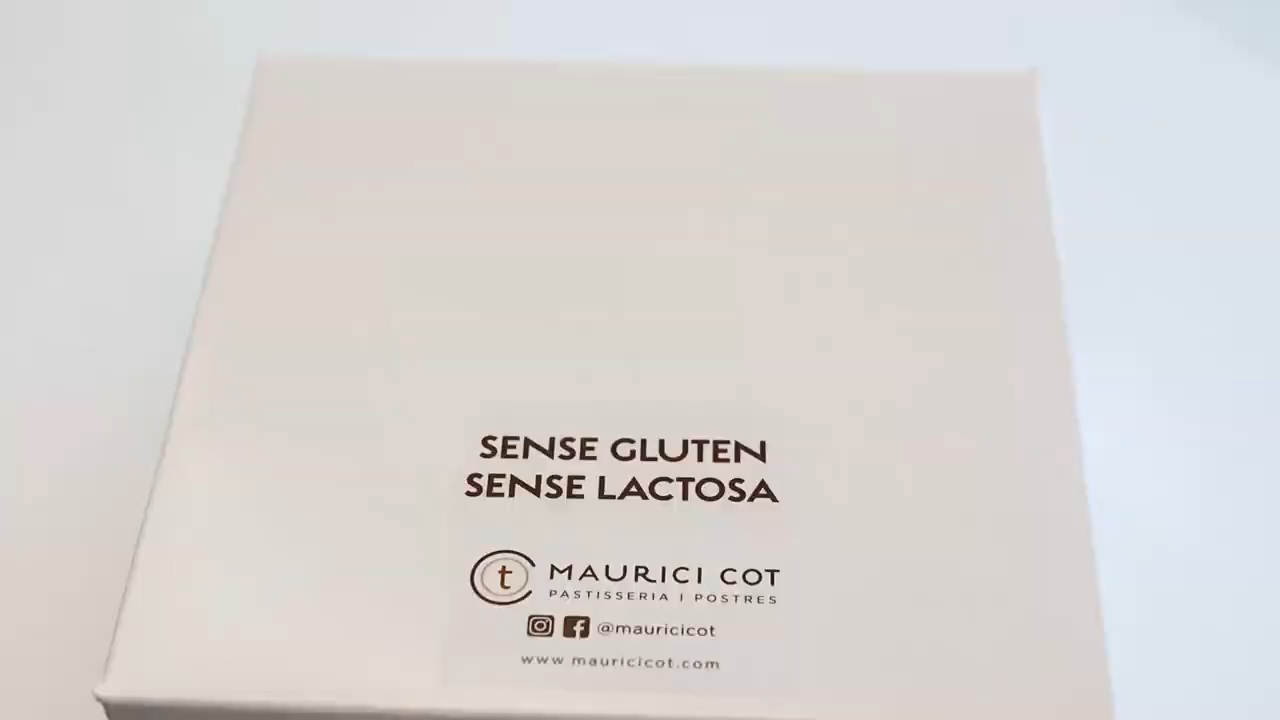 SENSE GLUTEN
SENSE LACTOSA
t MAURICI COT
PASTISSERIA I POSTRES
@mauricicot
www mauricicot.com